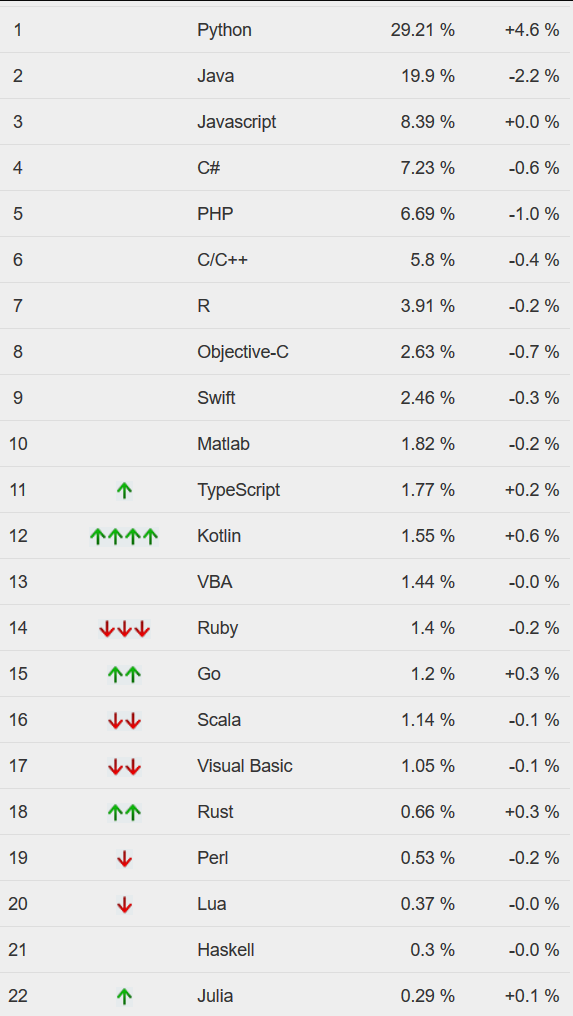 1 Python 29.21 % +4.6 %
2 Java 19.9 % -2.2 %
3 Javascript 8.39 % +0.0 %
4 C# 7.23 % -0.6 %
5 PHP 6.69 % -1.0 %
6 C/C++ 5.8 % -0.4 %
7 R 3.91 % -0.2 %
8 Objective-C 2.63 % -0.7 %
9 Swift 2.46 % -0.3 %
10 Matlab 1.82 % -0.2 %
11 ↑ TypeScript 1.77 % +0.2 %
12 ↑↑↑↑ Kotlin 1.55 % +0.6 %
13 VBA 1.44 % -0.0 %
14 ↓↓↓ Ruby 1.4 % -0.2 %
15 ↑↑ Go 1.2 % +0.3 %
16 ↓↓ Scala 1.14 % -0.1 %
17 ↓↓ Visual Basic 1.05 % -0.1 %
18 ↑↑ Rust 0.66 % +0.3 %
19 ↓ Perl 0.53 % -0.2 %
20 ↓ Lua 0.37 % -0.0 %
21 Haskell 0.3 % -0.0 %
22 ↑ Julia 0.29 % +0.1 %